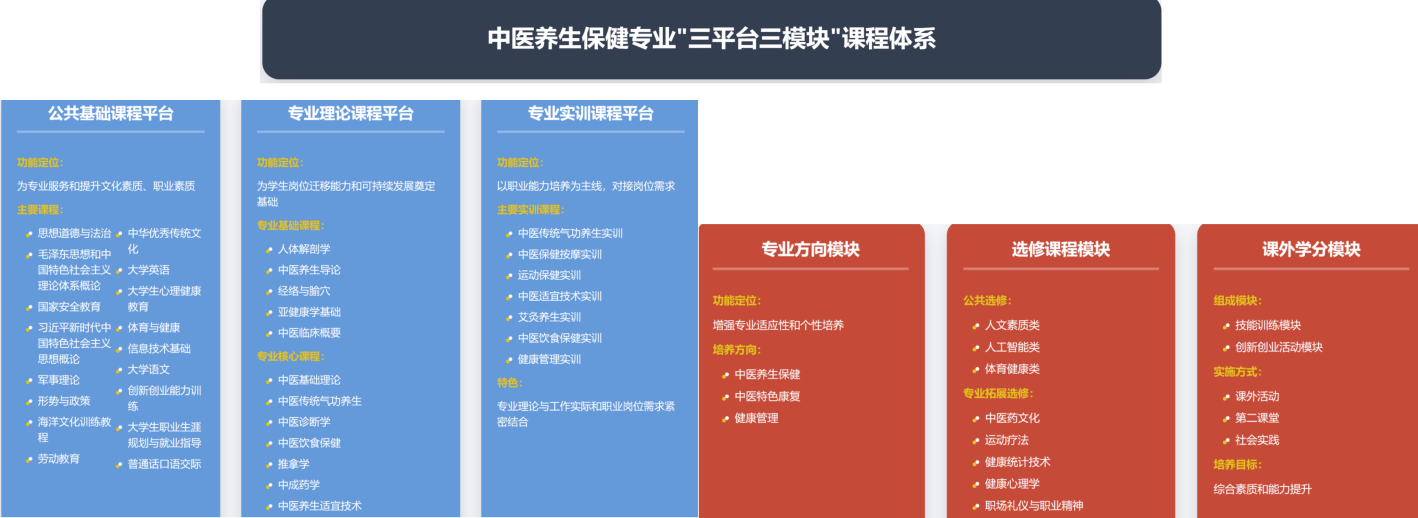 中医养生保健专业"三平台三模块"课程体系
公共基础课程平台
功能定位：
为专业服务和提升文化素质、职业素质
主要课程：
思想道德与法治
毛泽东思想和中
国特色社会主义
理论体系概论
国家安全教育
习近平新时代中
国特色社会主义
思想概论
军事理论
形势与政策
海洋文化训练教
程
劳动教育
中华优秀传统文
化
大学英语
大学生心理健康
教育
体育与健康
信息技术基础
大学语文
创新创业能力训
练
大学生职业生涯
规划与就业指导
普通话口语交际
专业理论课程平台
功能定位：
为学生岗位迁移能力和可持续发展奠定
基础
专业基础课程：
人体解剖学
中医养生导论
经络与腧穴
亚健康学基础
中医临床概要
专业核心课程：
中医基础理论
中医传统气功养生
中医诊断学
中医饮食保健
推拿学
中成药学
中医养生适宜技术
专业实训课程平台
功能定位：
以职业能力培养为主线，对接岗位需求
主要实训课程：
中医传统气功养生实训
中医保健按摩实训
运动保健实训
中医适宜技术实训
艾灸养生实训
中医饮食保健实训
健康管理实训
特色：
专业理论与工作实际和职业岗位需求紧
密结合
专业方向模块
功能定位：
增强专业适应性和个性培养
培养方向：
中医养生保健
中医特色康复
健康管理
选修课程模块
公共选修：
人文素质类
人工智能类
体育健康类
专业拓展选修：
中医药文化
运动疗法
健康统计技术
健康心理学
职场礼仪与职业精神
课外学分模块
组成模块：
技能训练模块
创新创业活动模块
实施方式：
课外活动
第二课堂
社会实践
培养目标：
综合素质和能力提升